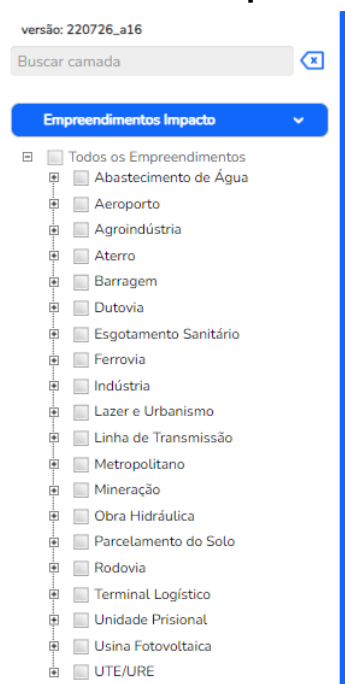 versão: 220726_a16
Buscar camada
Empreendimentos Impacto
Todos os Empreendimentos
Abastecimento de Água
Aeroporto
Agroindústria
Aterro
Barragem
Dutovia
Esgotamento Sanitário
Ferrovia
Indústria
Lazer e Urbanismo
Linha de Transmissão
Metropolitano
Mineração
Obra Hidráulica
Parcelamento do Solo
Rodovia
Terminal Logístico
Unidade Prisional
Usina Fotovoltaica
UTE/URE